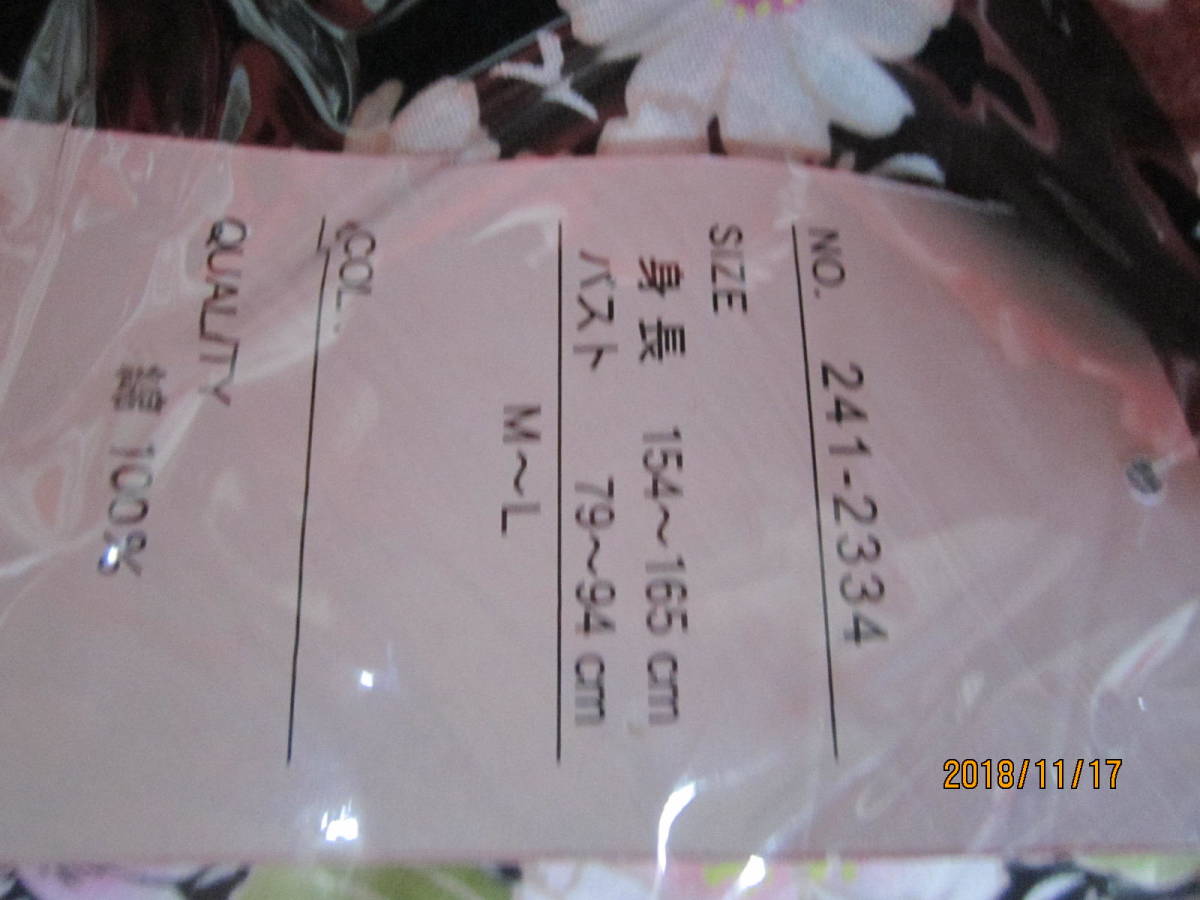 NO. 241-2334
SIZE
身長 154～165 cm
バスト 79～94 cm
M～L
COL.
QUALITY
綿 100%
2018/11/17